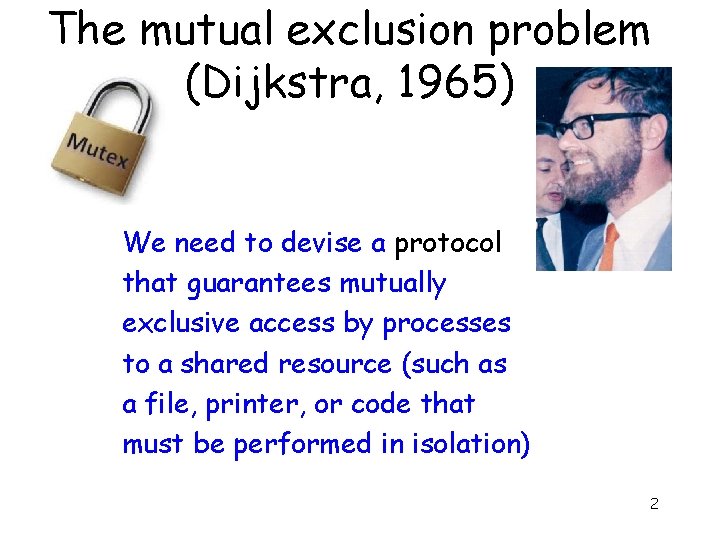 The mutual exclusion problem
(Dijkstra, 1965)
Mutex
We need to devise a protocol
that guarantees mutually
exclusive access by processes
to a shared resource (such as
a file, printer, or code that
must be performed in isolation)
2